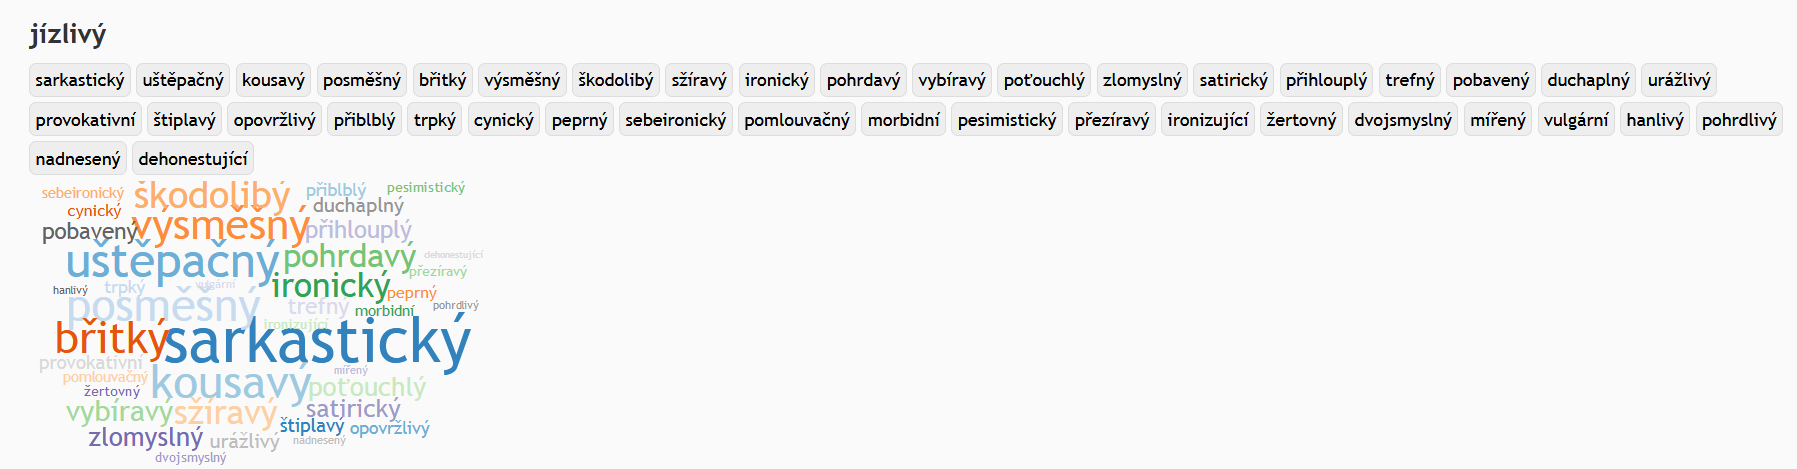 jízlivý
sarkastický uštěpačný kousavý posměšný břitký výsměšný škodolibý sžíravý ironický pohrdavý vybíravý poťouchlý zlomyslný satirický přihlouplý trefný pobavený duchaplný urážlivý
provokativní štiplavý opovržlivý přiblblý trpký cynický peprný sebeironický pomlouvačný morbidní pesimistický přezíravý ironizující žertovný dvojsmyslný mířený vulgární hanlivý pohrdlivý
nadnesený dehonestující
sebeironický škodolibý přiblblý pesimistický
cynický duchaplný
pobavený výsměšný přihlouplý
uštěpačný pohrdavý dehonestující
přezíravý
hanlivý trpký vulgární ironický peprný
posměšný trefný morbidní pohrdlivý
ironizující
břitký sarkastický
provokativní
pomlouvačný kousavý mířený
žertovný poťouchlý
vybíravý sžíravý satirický
štiplavý opovržlivý
zlomyslný urážlivý nadnesený
dvojsmyslný